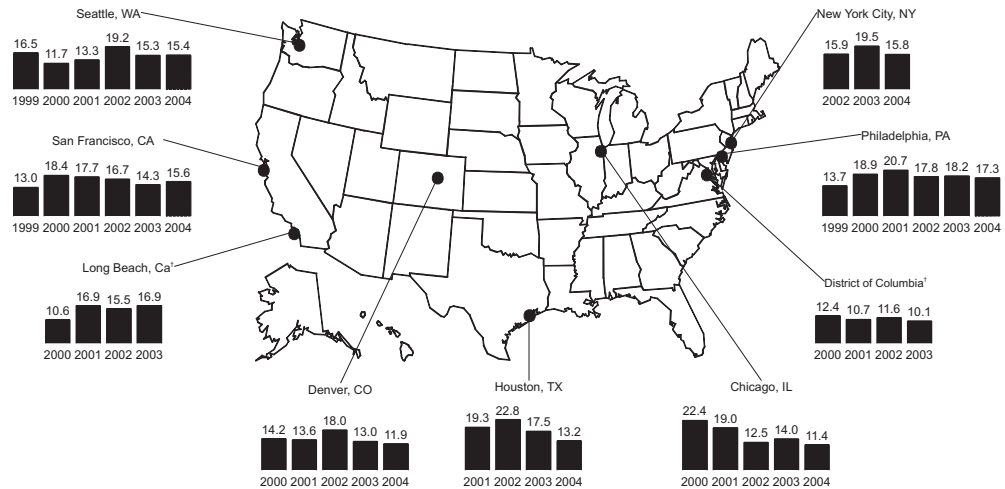 Seattle, WA
16.5 11.7 13.3 19.2 15.3 15.4
1999 2000 2001 2002 2003 2004
New York City, NY
15.9 19.5 15.8
2002 2003 2004
San Francisco, CA
13.0 18.4 17.7 16.7 14.3 15.6
1999 2000 2001 2002 2003 2004
Philadelphia, PA
13.7 18.9 20.7 17.8 18.2 17.3
1999 2000 2001 2002 2003 2004
Long Beach, Ca†
10.6 16.9 15.5 16.9
2000 2001 2002 2003
District of Columbia†
12.4 10.7 11.6 10.1
2000 2001 2002 2003
Denver, CO
14.2 13.6 18.0 13.0 11.9
2000 2001 2002 2003 2004
Houston, TX
19.3 22.8 17.5 13.2
2001 2002 2003 2004
Chicago, IL
22.4 19.0 12.5 14.0 11.4
2000 2001 2002 2003 2004